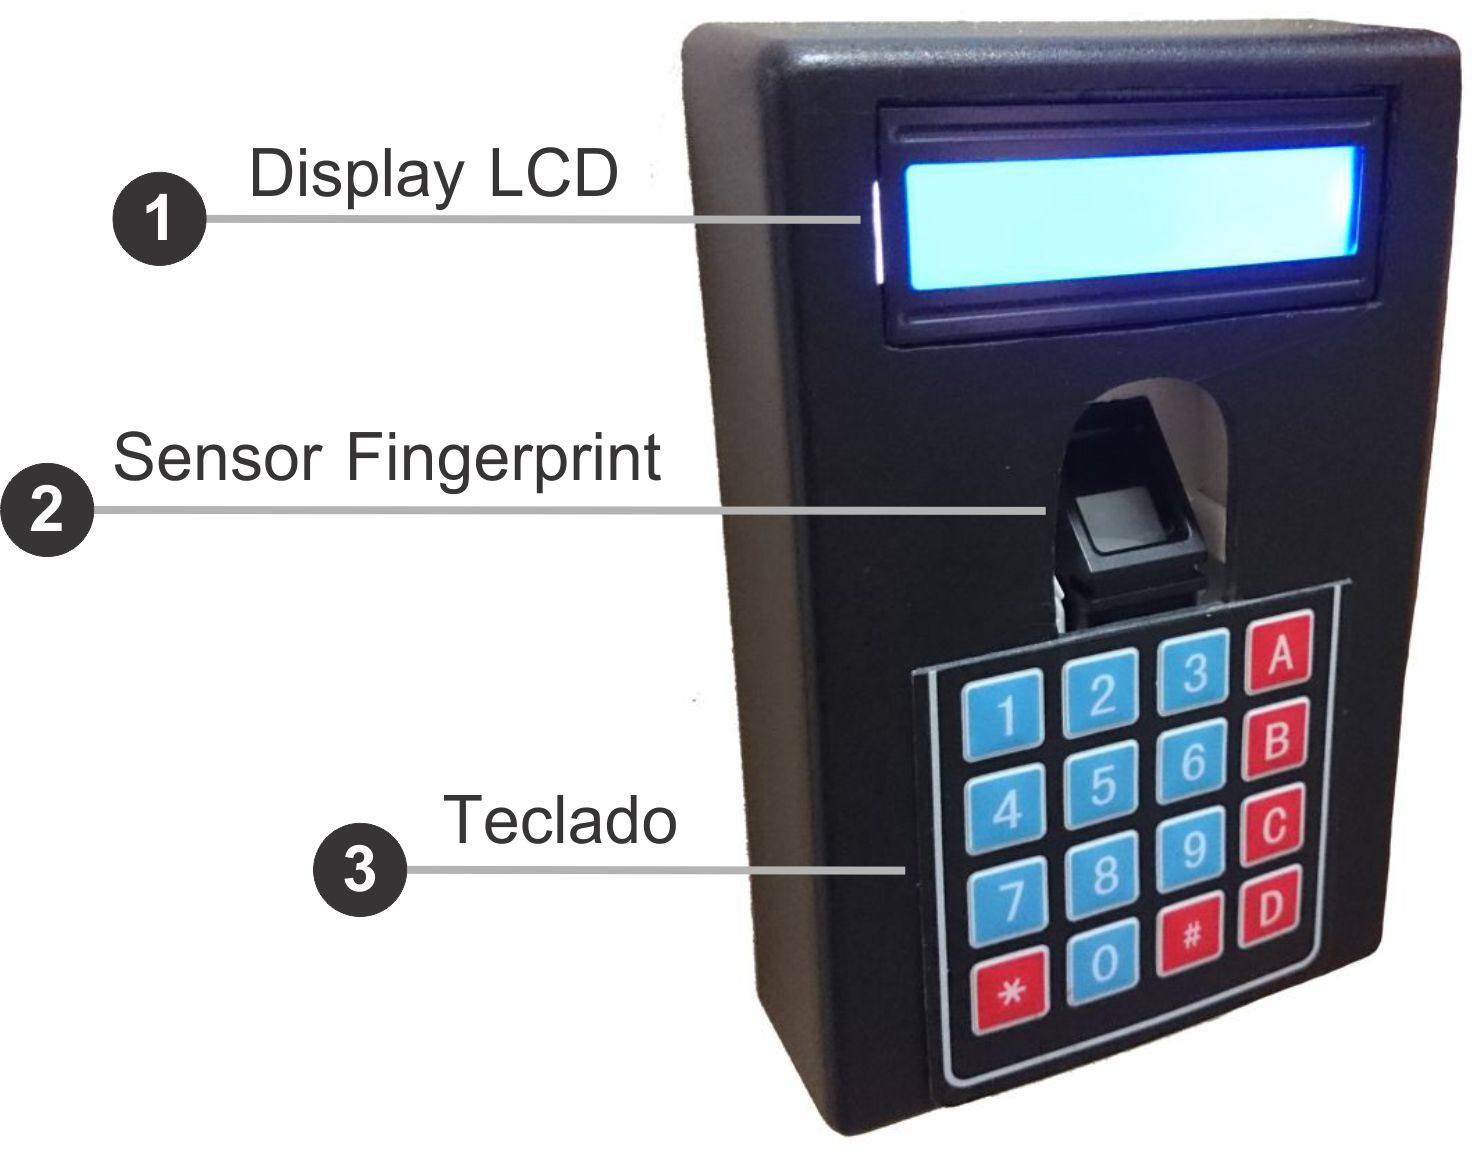 1 Display LCD
2 Sensor Fingerprint
3 Teclado
1 2 3 A
4 5 6 B
7 8 9 C
* 0 # D